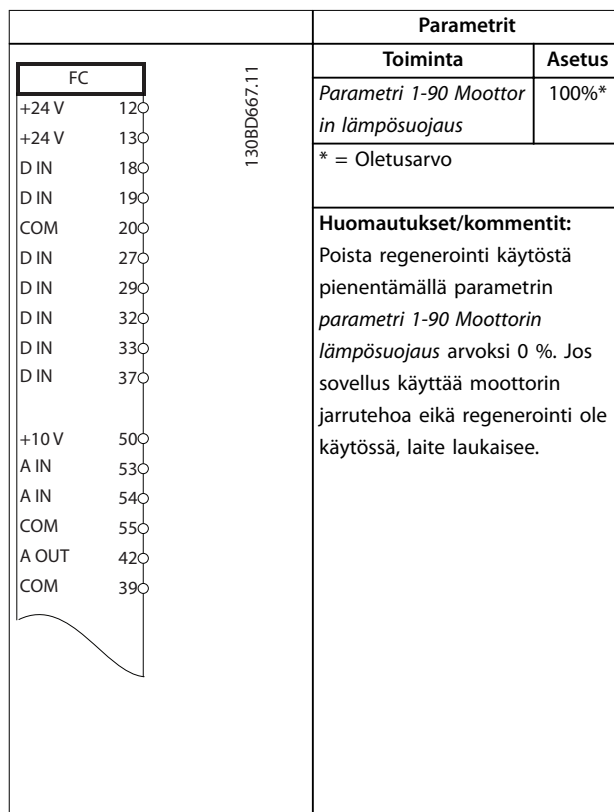 FC
+24 V 12
+24 V 13
D IN 18
D IN 19
COM 20
D IN 27
D IN 29
D IN 32
D IN 33
D IN 37
+10 V 50
A IN 53
A IN 54
COM 55
A OUT 42
COM 39
130BD667.11
Parametrit
Toiminta Asetus
Parametri 1-90 Moottor 100%*
in lämpösuojaus
* = Oletusarvo
Huomautukset/kommentit:
Poista regenerointi käytöstä
pienentämällä parametrin
parametri 1-90 Moottorin
lämpösuojaus arvoksi 0 %. Jos
sovellus käyttää moottorin
jarrutehoa eikä regenerointi ole
käytössä, laite laukaisee.